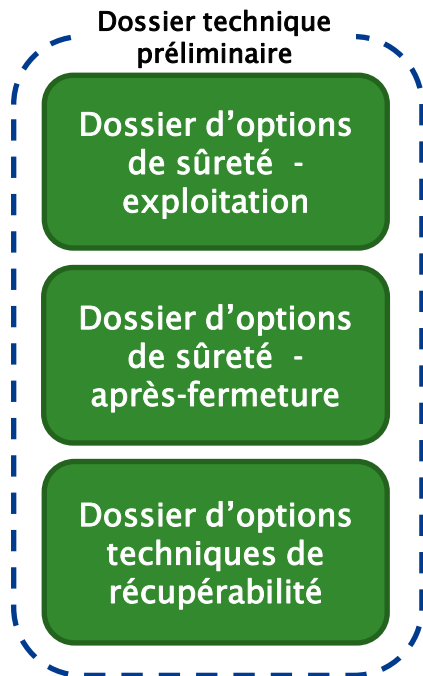 Dossier technique
préliminaire
Dossier d’options
de sûreté -
exploitation
Dossier d’options
de sûreté -
après-fermeture
Dossier d’options
techniques de
récupérabilité